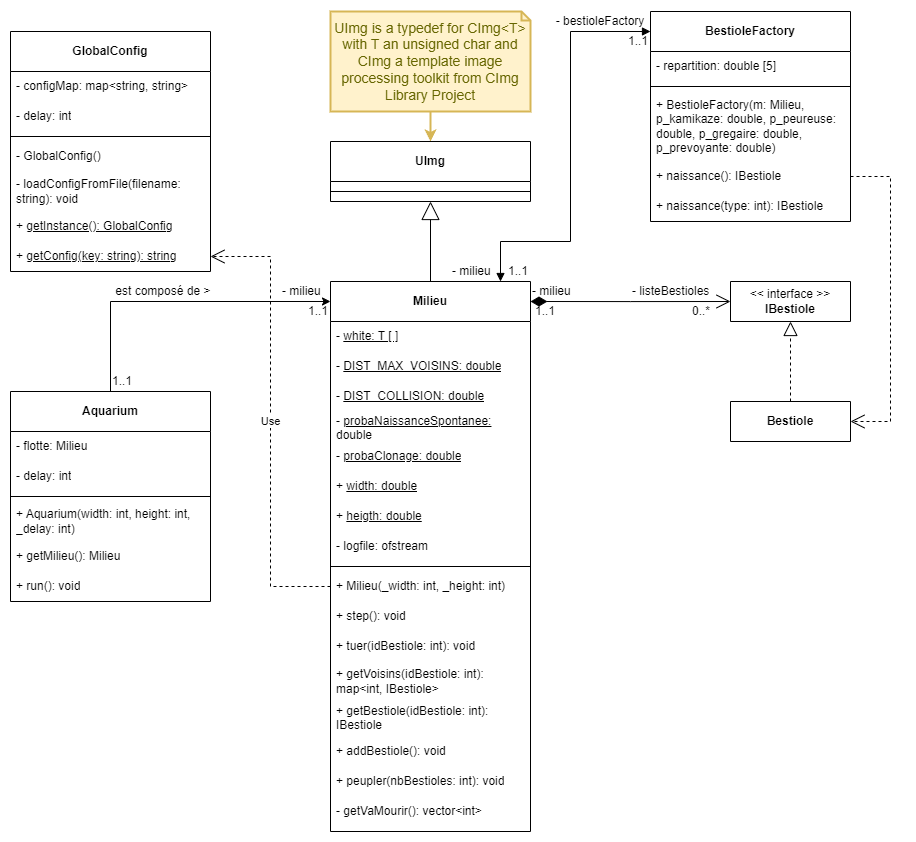 GlobalConfig
- configMap: map<string, string>
- delay: int
- GlobalConfig()
- loadConfigFromFile(filename:
string): void
+ getInstance(): GlobalConfig
+ getConfig(key: string): string
UImg is a typedef for CImg<T>
with T an unsigned char and
CImg a template image
processing toolkit from CImg
Library Project
UImg
- bestioleFactory
1..1
BestioleFactory
- repartition: double [5]
+ BestioleFactory(m: Milieu,
p_kamikaze: double, p_peureuse:
double, p_gregaire: double,
p_prevoyante: double)
+ naissance(): IBestiole
+ naissance(type: int): IBestiole
- milieu
1..1
est composé de >
- milieu
1..1
1..1
Milieu
- white: T [ ]
- DIST_MAX_VOISINS: double
- DIST_COLLISION: double
- probaNaissanceSpontanee:
double
- probaClonage: double
+ width: double
+ heigth: double
- logfile: ofstream
+ Milieu(_width: int, _height: int)
+ step(): void
+ tuer(idBestiole: int): void
+ getVoisins(idBestiole: int):
map<int, IBestiole>
+ getBestiole(idBestiole: int):
IBestiole
+ addBestiole(): void
+ peupler(nbBestioles: int): void
- getVaMourir(): vector<int>
- milieu
1..1
- listeBestioles
0..*
<< interface >>
IBestiole
Bestiole
Use
Aquarium
- flotte: Milieu
- delay: int
+ Aquarium(width: int, height: int,
_delay: int)
+ getMilieu(): Milieu
+ run(): void